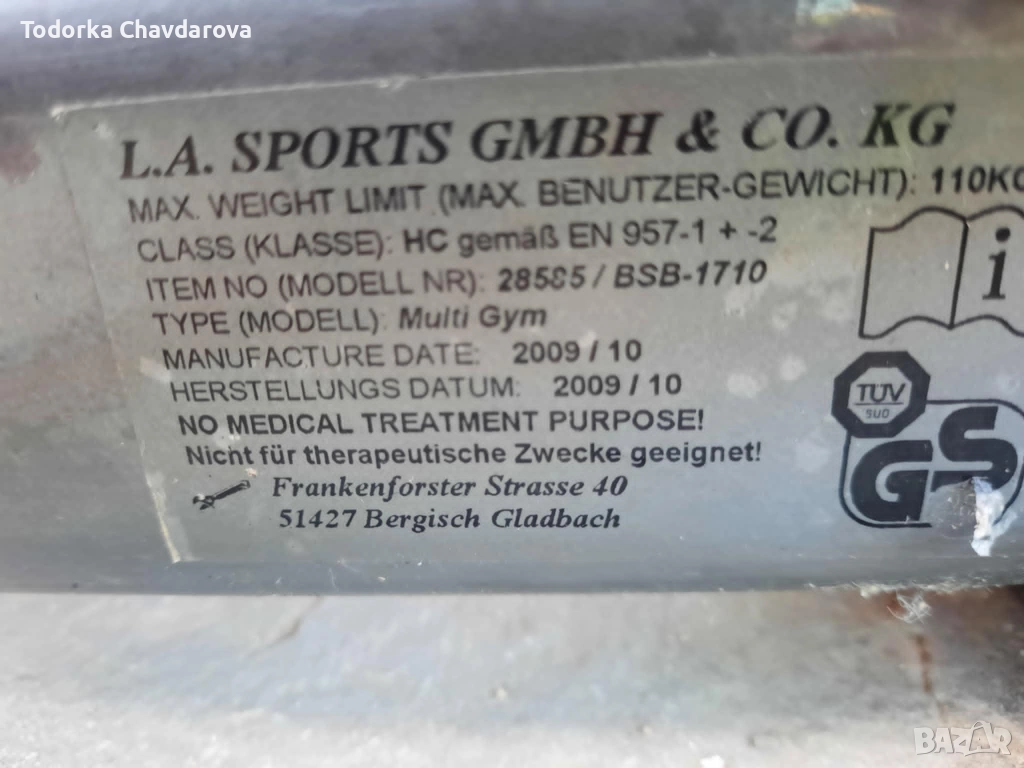 Todorka Chavdarova
L.A. SPORTS GMBH & CO. KG
MAX. WEIGHT LIMIT (MAX. BENUTZER-GEWICHT): 110KG
CLASS (KLASSE): HC gemäß EN 957-1 + -2
ITEM NO (MODELL NR): 28585 / BSB-1710
TYPE (MODELL): Multi Gym
MANUFACTURE DATE: 2009 / 10
HERSTELLUNGS DATUM: 2009 / 10
NO MEDICAL TREATMENT PURPOSE!
Nicht für therapeutische Zwecke geeignet!
Frankenforster Strasse 40
51427 Bergisch Gladbach
i
TÜV
SUD
GS
BAZAR